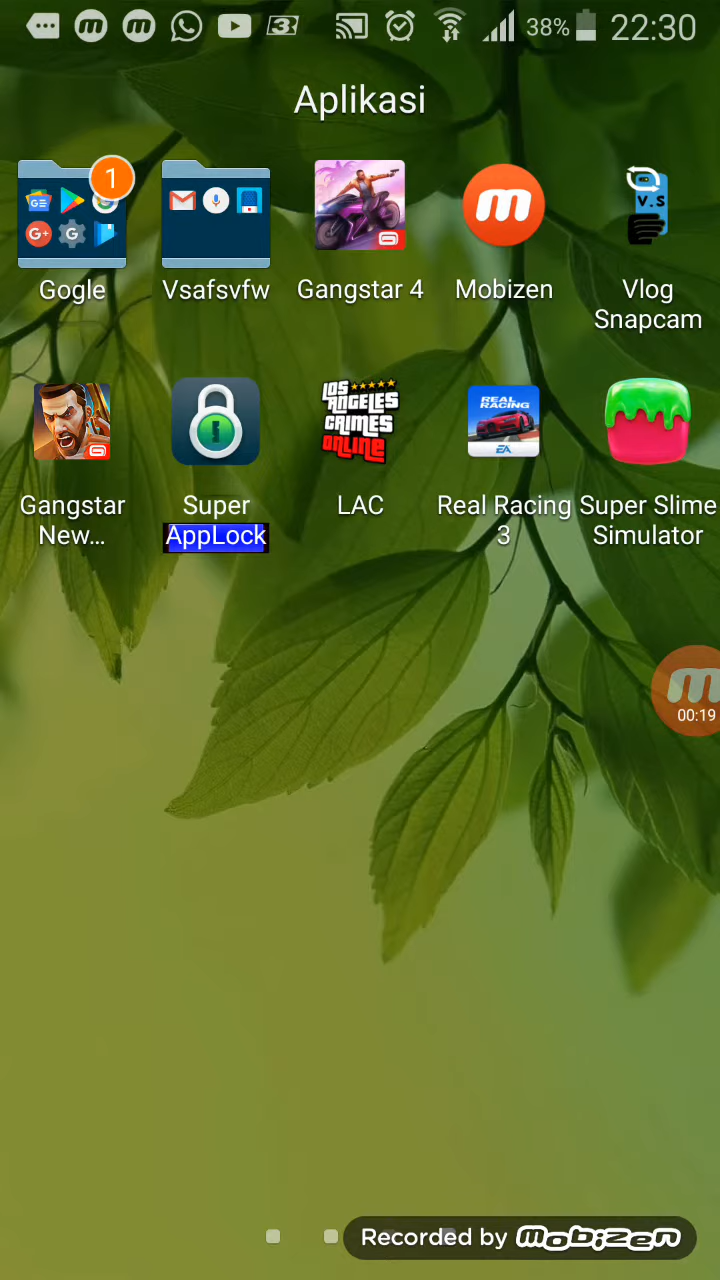 38% 22:30
Aplikasi
1
Gogle
Vsafsvfw
Gangstar 4
Mobizen
V.S
Vlog
Snapcam
LOS
ANGELES
CRIMES
ONLINE
REAL
RACING
EA
Gangstar
New...
Super
AppLock
LAC
Real Racing
3
Super Slime
Simulator
00:19
Recorded by mobizen